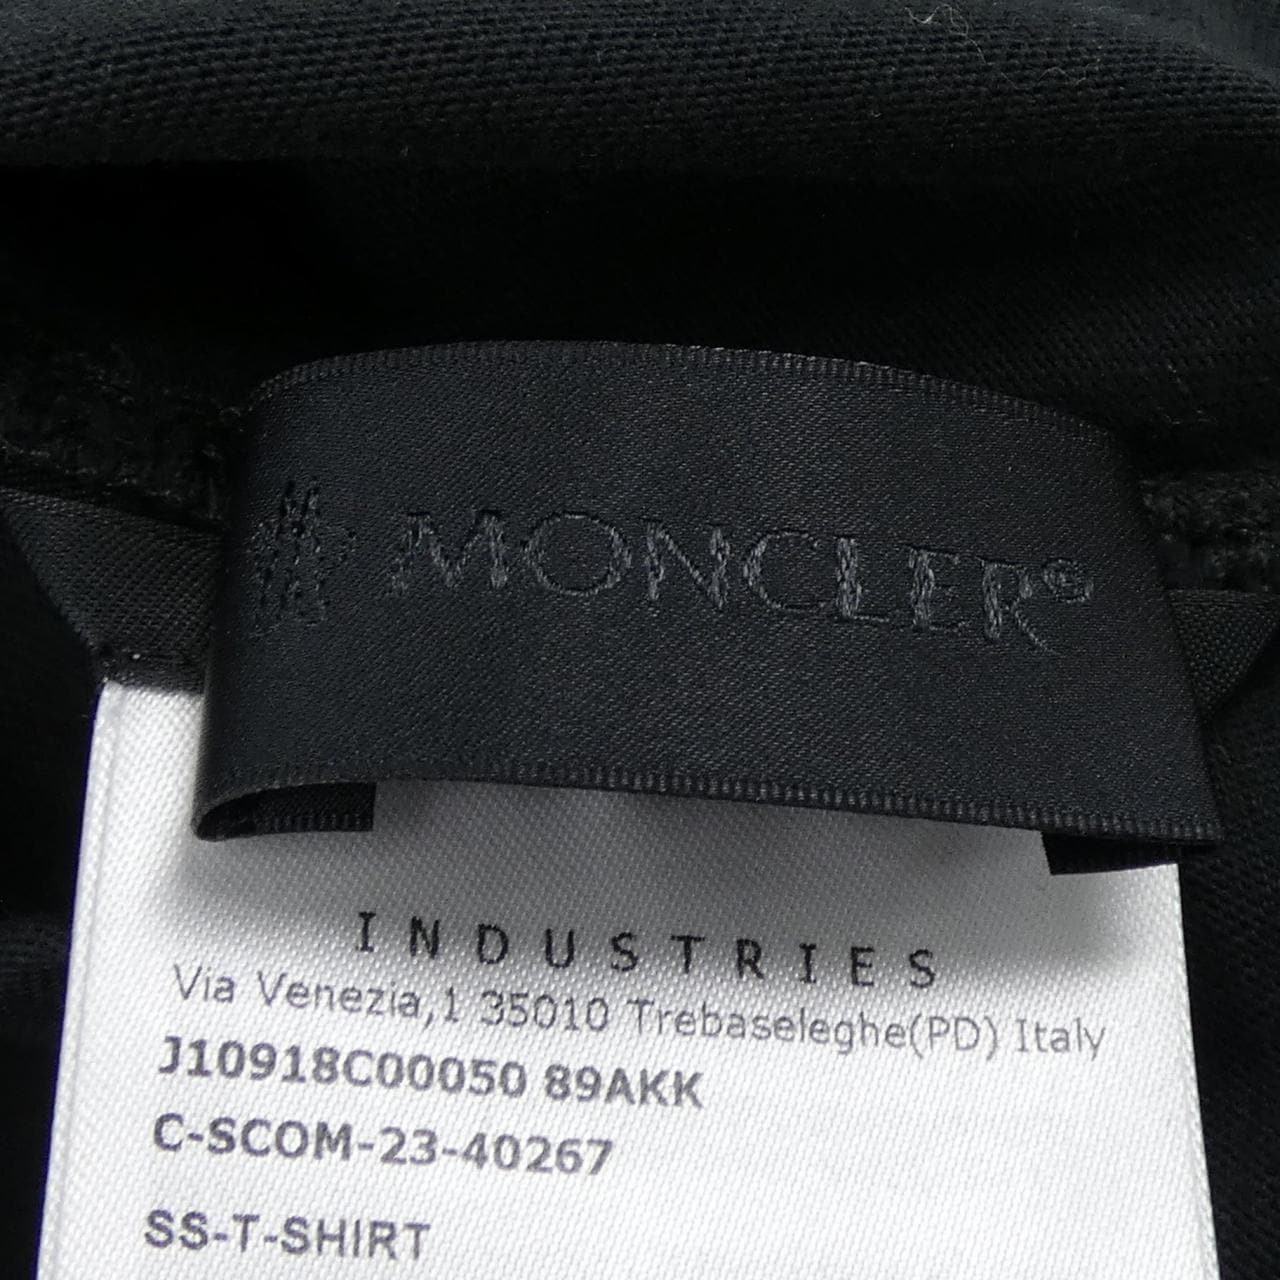 MONCLER®
INDUSTRIES
Via Venezia,1 35010 Trebaseleghe(PD) Italy
J10918C00050 89AKK
C-SCOM-23-40267
SS-T-SHIRT